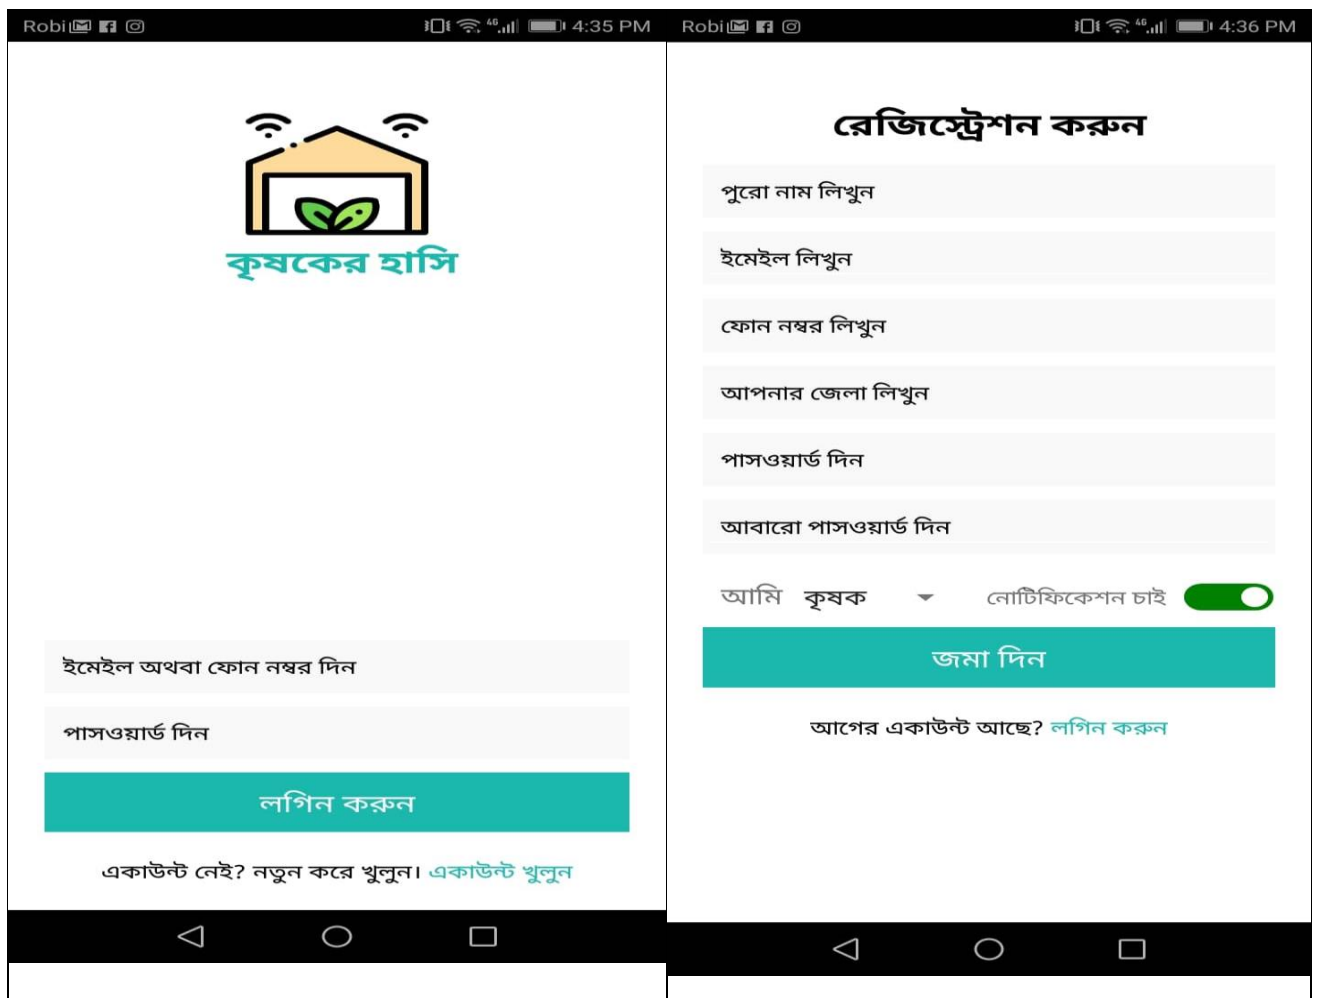 Robi
4G
4:35 PM
কৃষকের হাসি
ইমেইল অথবা ফোন নম্বর দিন
পাসওয়ার্ড দিন
লগিন করুন
একাউন্ট নেই? নতুন করে খুলুন। একাউন্ট খুলুন
Robi
4G
4:36 PM
রেজিস্ট্রেশন করুন
পুরো নাম লিখুন
ইমেইল লিখুন
ফোন নম্বর লিখুন
আপনার জেলা লিখুন
পাসওয়ার্ড দিন
আবারো পাসওয়ার্ড দিন
আমি কৃষক নোটিফিকেশন চাই
জমা দিন
আগের একাউন্ট আছে? লগিন করুন